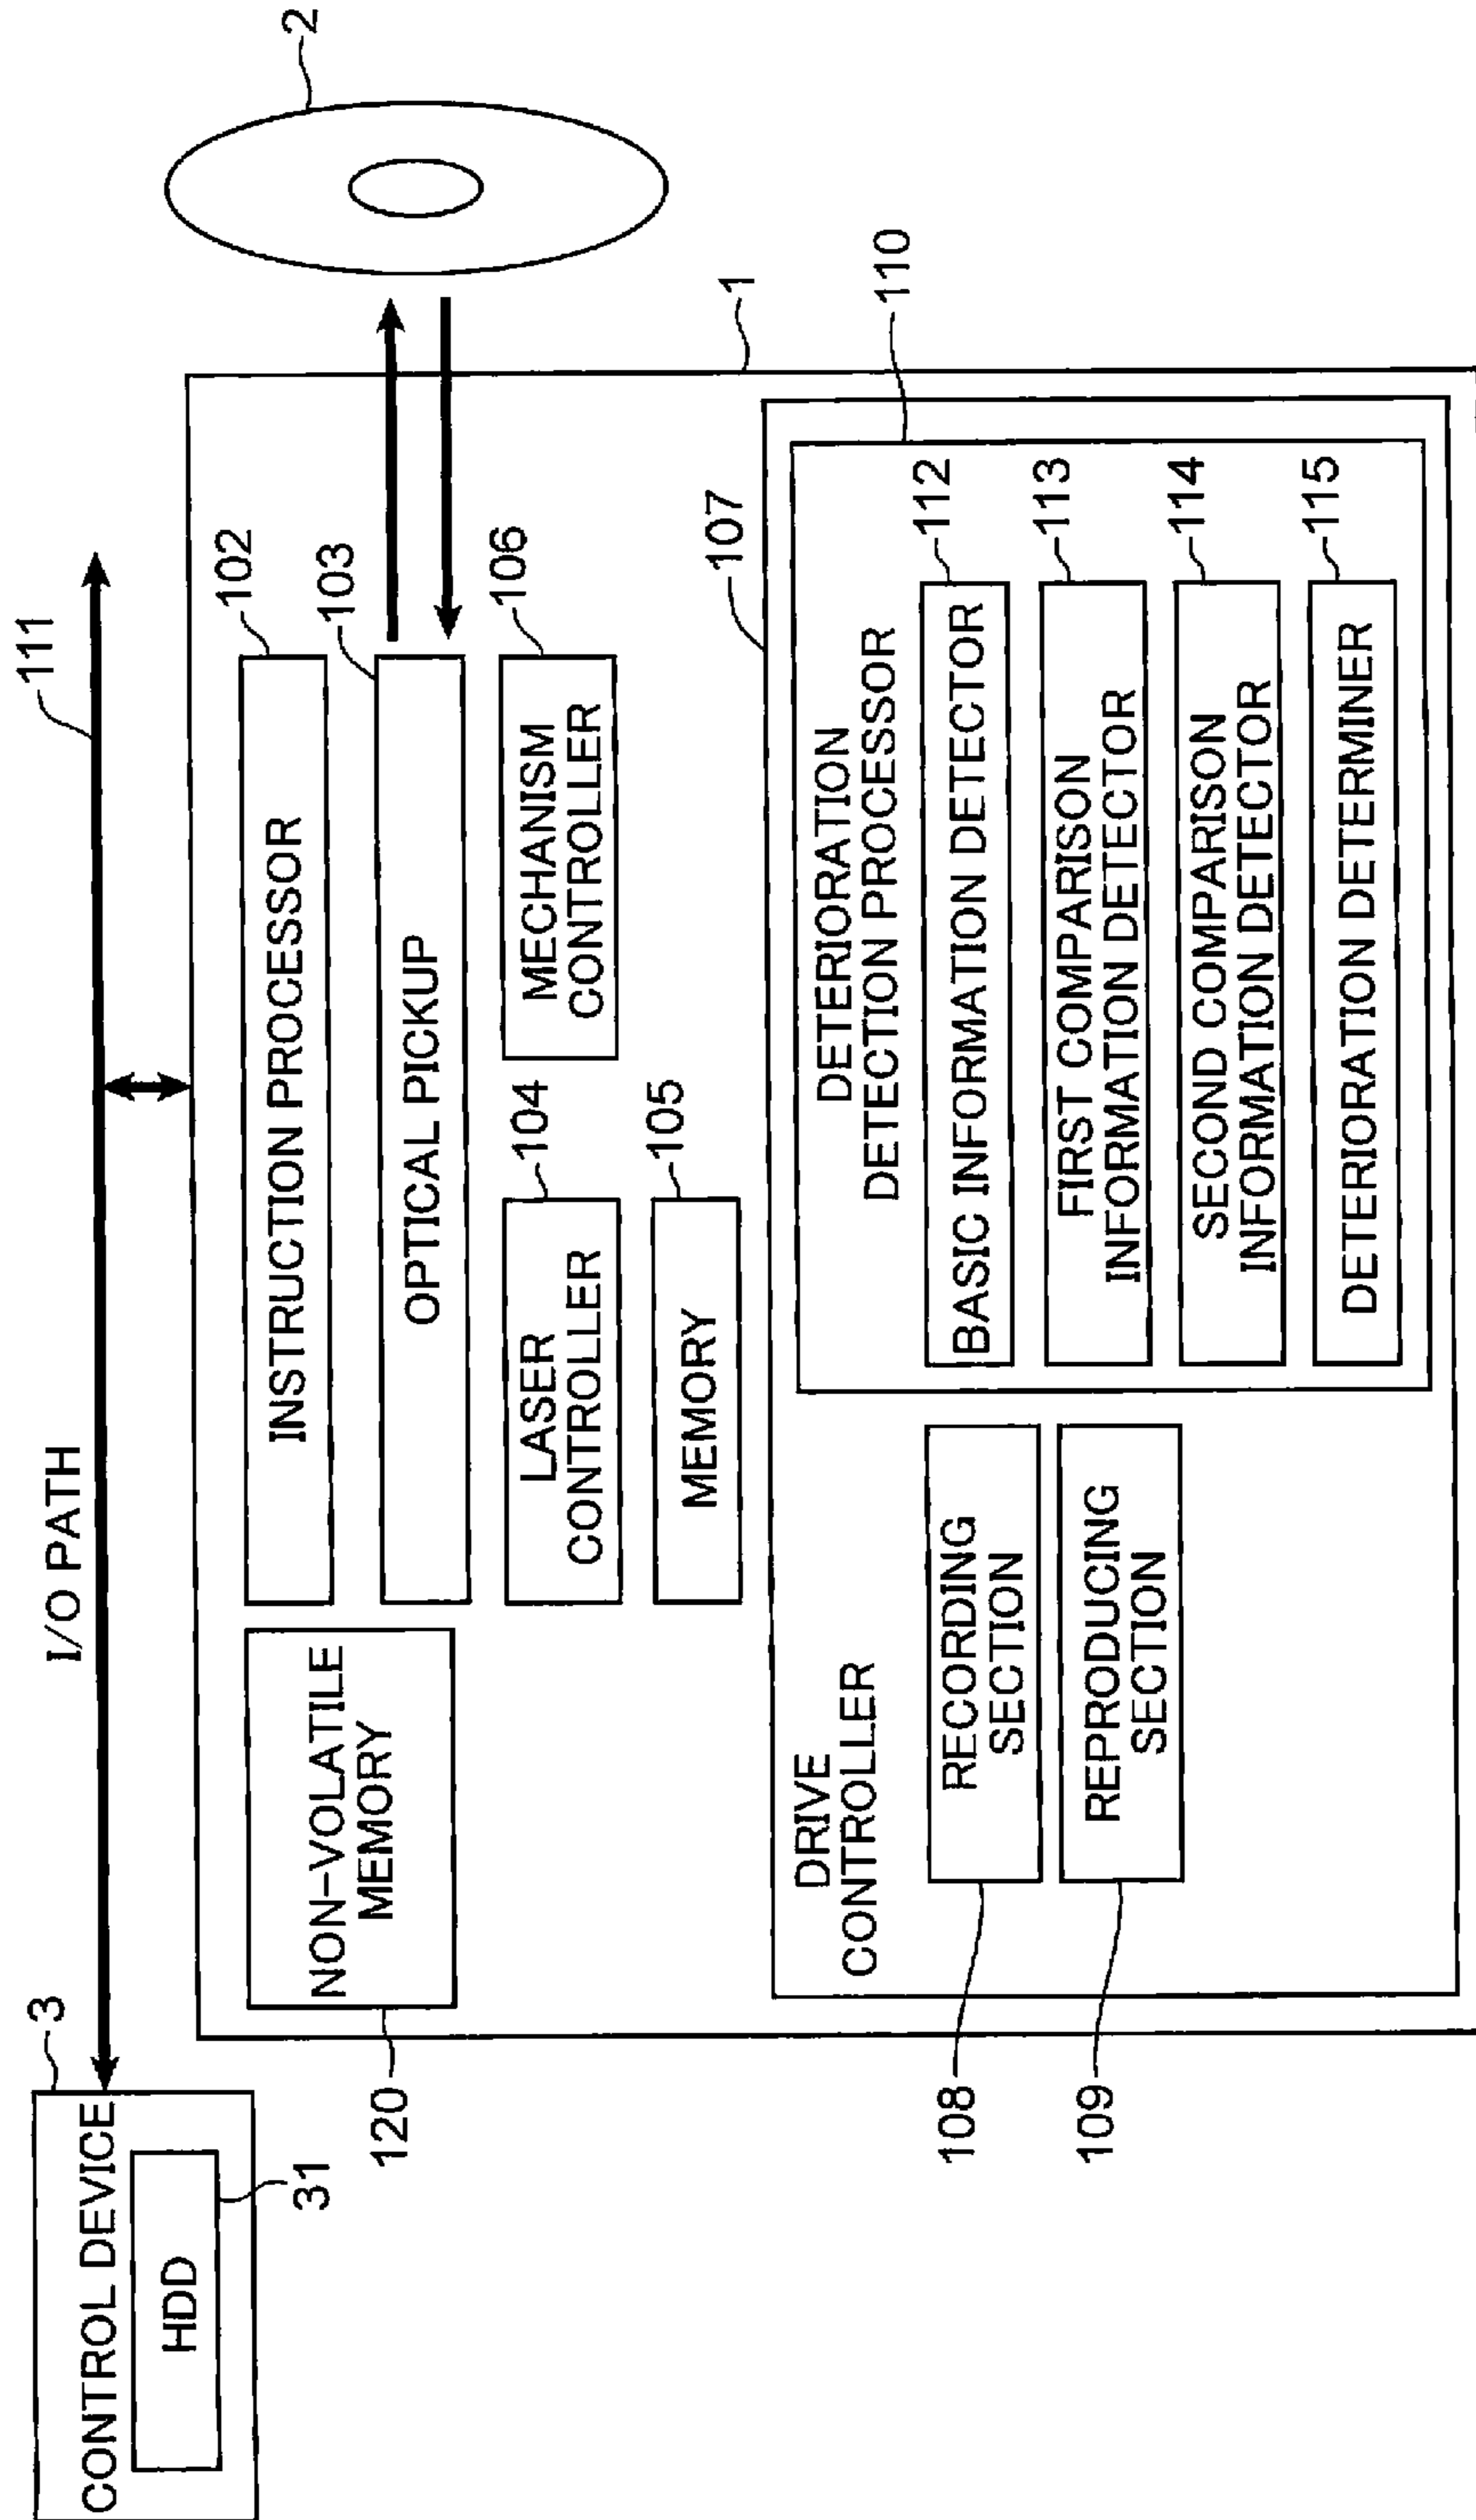 CONTROL DEVICE
3
HDD
31
I/O PATH
111
2
1
NON-VOLATILE
MEMORY
120
INSTRUCTION PROCESSOR
102
OPTICAL PICKUP
103
LASER
CONTROLLER
104
MECHANISM
CONTROLLER
106
MEMORY
105
DRIVE
CONTROLLER
107
RECORDING
SECTION
108
REPRODUCING
SECTION
109
DETERIORATION
DETECTION PROCESSOR
110
BASIC INFORMATION DETECTOR
112
FIRST COMPARISON
INFORMATION DETECTOR
113
SECOND COMPARISON
INFORMATION DETECTOR
114
DETERIORATION DETERMINER
115